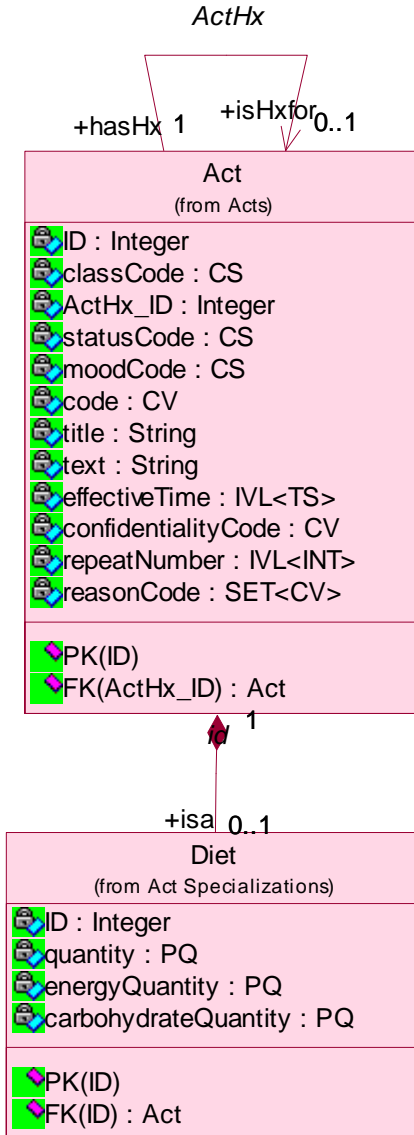 ActHx
+hasHx 1 +isHxfor 0..1
Act
(from Acts)
ID : Integer
classCode : CS
ActHx_ID : Integer
statusCode : CS
moodCode : CS
code : CV
title : String
text : String
effectiveTime : IVL<TS>
confidentialityCode : CV
repeatNumber : IVL<INT>
reasonCode : SET<CV>
PK(ID)
FK(ActHx_ID) : Act
id 1
+isa 0..1
Diet
(from Act Specializations)
ID : Integer
quantity : PQ
energyQuantity : PQ
carbohydrateQuantity : PQ
PK(ID)
FK(ID) : Act